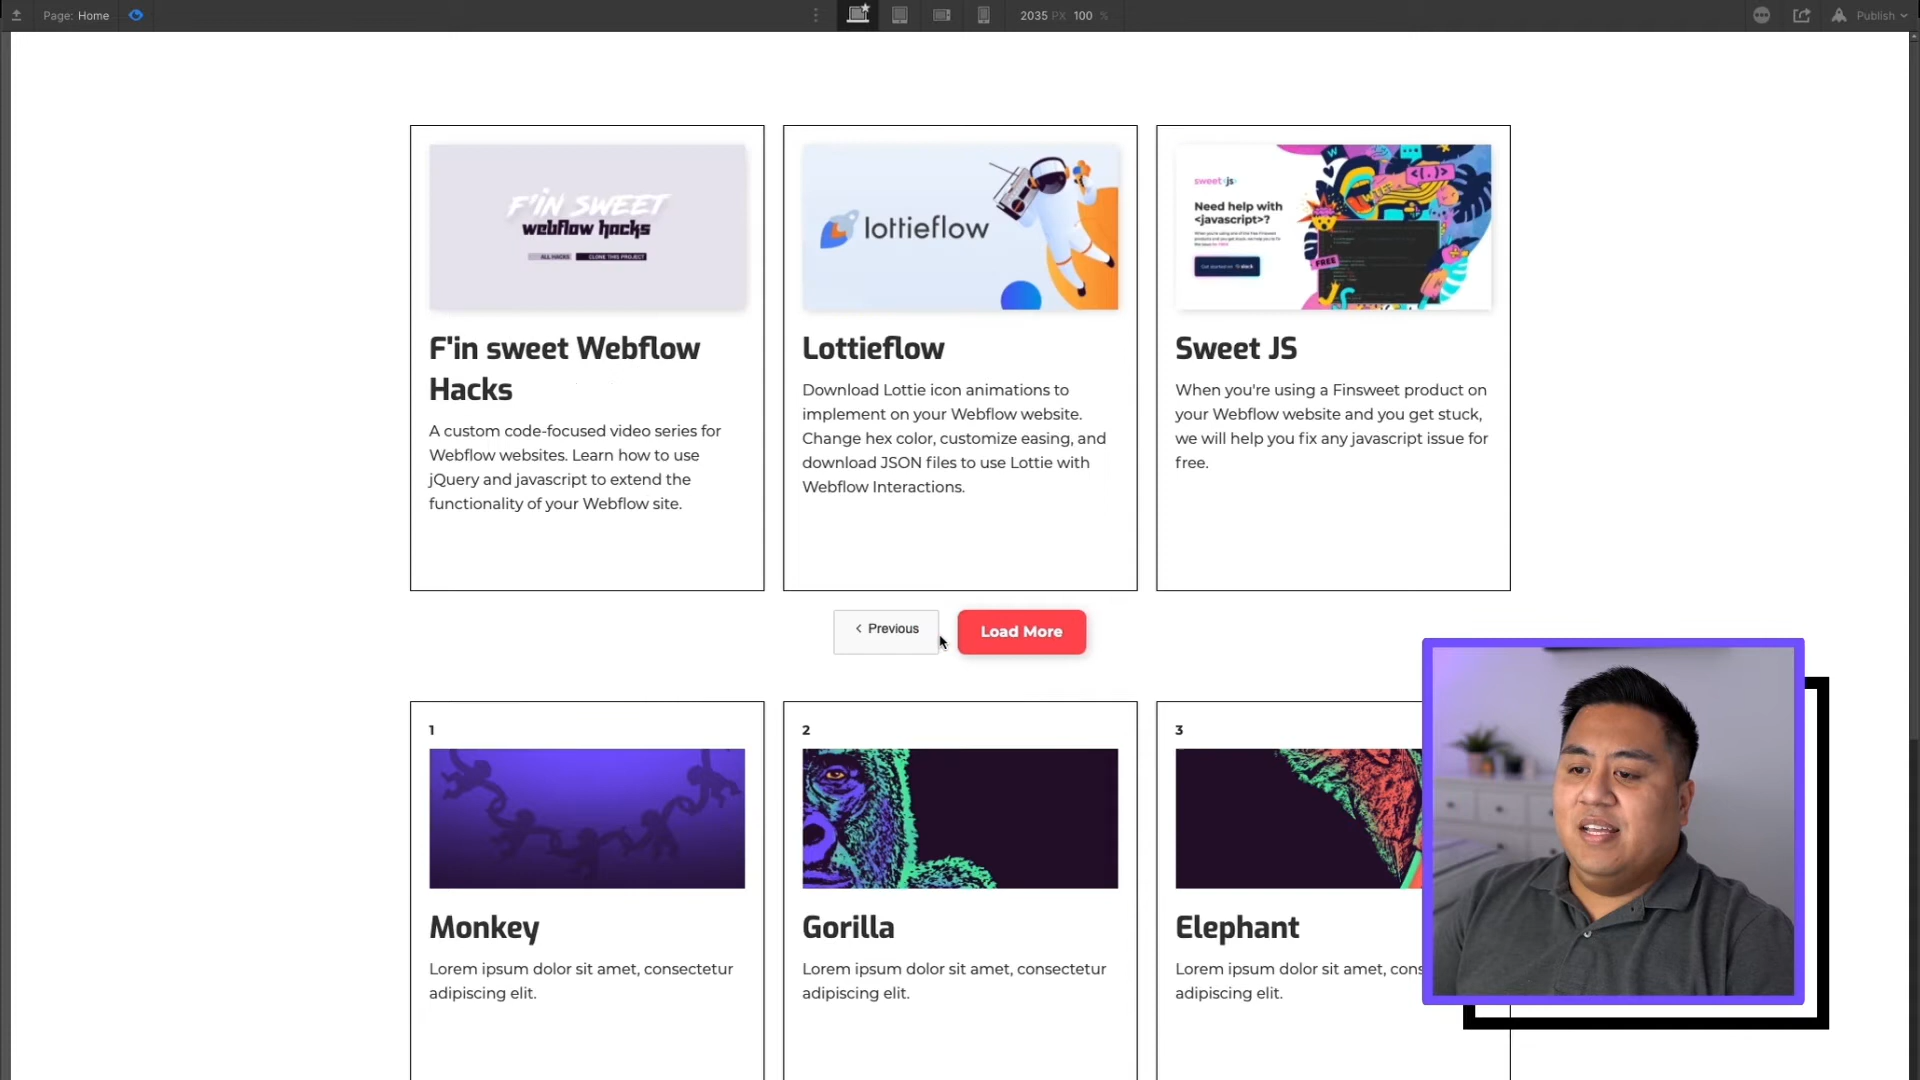 Page: Home
2035 PX 100 %
Publish
F'IN SWEET
webflow hacks
ALL HACKS
CLONE THIS PROJECT
lottieflow
sweet js
Need help with
<javascript>?
FREE
F'in sweet Webflow
Hacks
A custom code-focused video series for
Webflow websites. Learn how to use
jQuery and javascript to extend the
functionality of your Webflow site.
Lottieflow
Download Lottie icon animations to
implement on your Webflow website.
Change hex color, customize easing, and
download JSON files to use Lottie with
Webflow Interactions.
Sweet JS
When you're using a Finsweet product on
your Webflow website and you get stuck,
we will help you fix any javascript issue for
free.
Previous
Load More
1
2
3
Monkey
Lorem ipsum dolor sit amet, consectetur
adipiscing elit.
Gorilla
Lorem ipsum dolor sit amet, consectetur
adipiscing elit.
Elephant
Lorem ipsum dolor sit amet, cons
adipiscing elit.